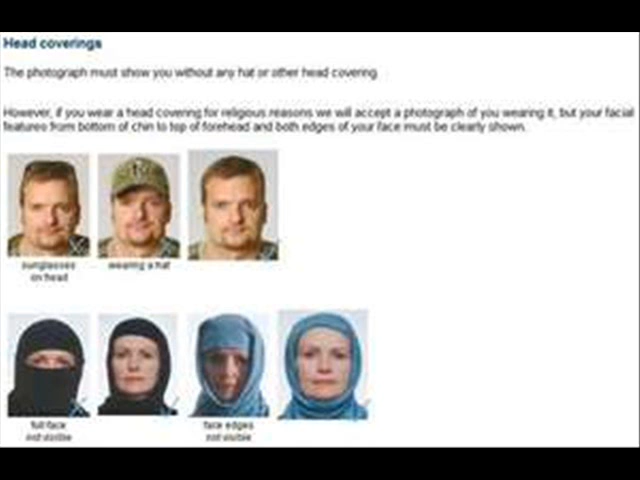 Head coverings
The photograph must show you without any hat or other head covering.
However, if you wear a head covering for religious reasons we will accept a photograph of you wearing it, but your facial
features from bottom of chin to top of forehead and both edges of your face must be clearly shown.
sunglasses
on head
wearing a hat
full face
not visible
face edges
not visible